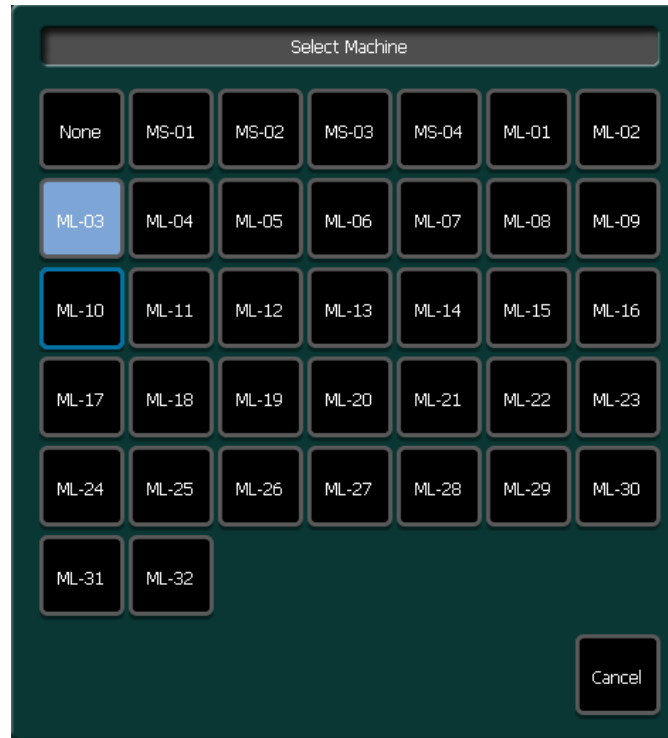 Select Machine
None MS-01 MS-02 MS-03 MS-04 ML-01 ML-02
ML-03 ML-04 ML-05 ML-06 ML-07 ML-08 ML-09
ML-10 ML-11 ML-12 ML-13 ML-14 ML-15 ML-16
ML-17 ML-18 ML-19 ML-20 ML-21 ML-22 ML-23
ML-24 ML-25 ML-26 ML-27 ML-28 ML-29 ML-30
ML-31 ML-32
Cancel